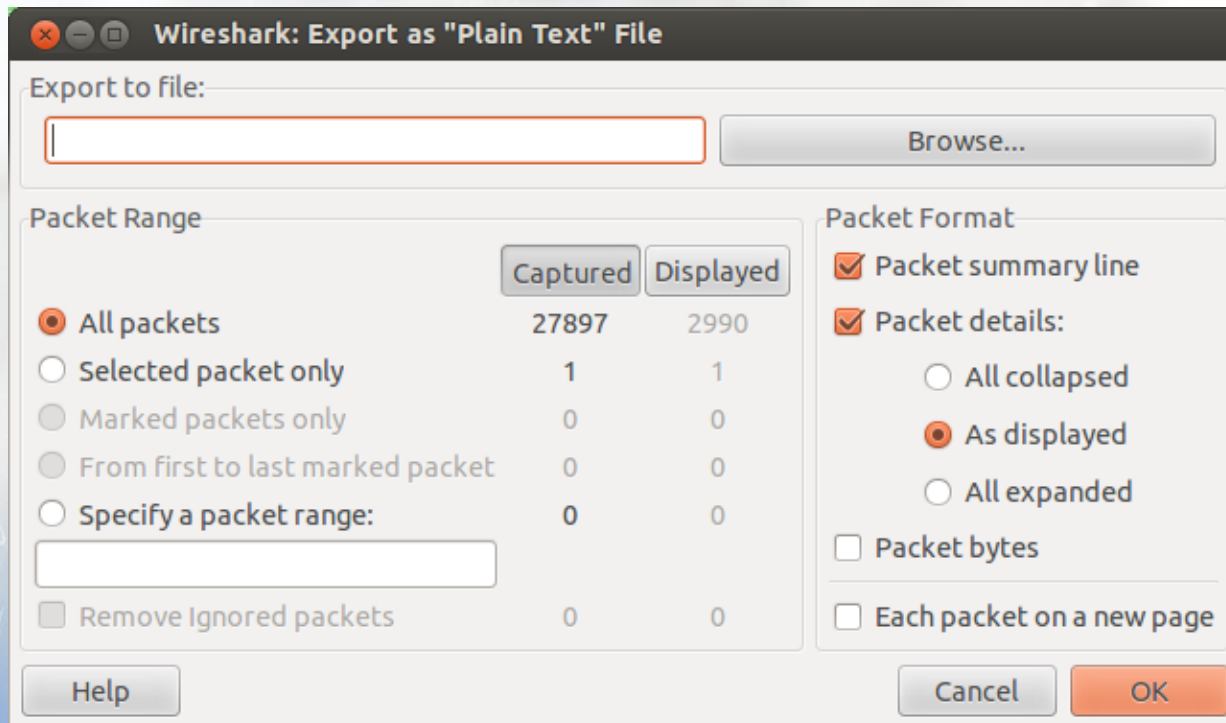 Wireshark: Export as "Plain Text" File
Export to file:
Browse...
Packet Range
Captured Displayed
All packets 27897 2990
Selected packet only 1 1
Marked packets only 0 0
From first to last marked packet 0 0
Specify a packet range: 0 0
Remove Ignored packets 0 0
Packet Format
Packet summary line
Packet details:
All collapsed
As displayed
All expanded
Packet bytes
Each packet on a new page
Help Cancel OK